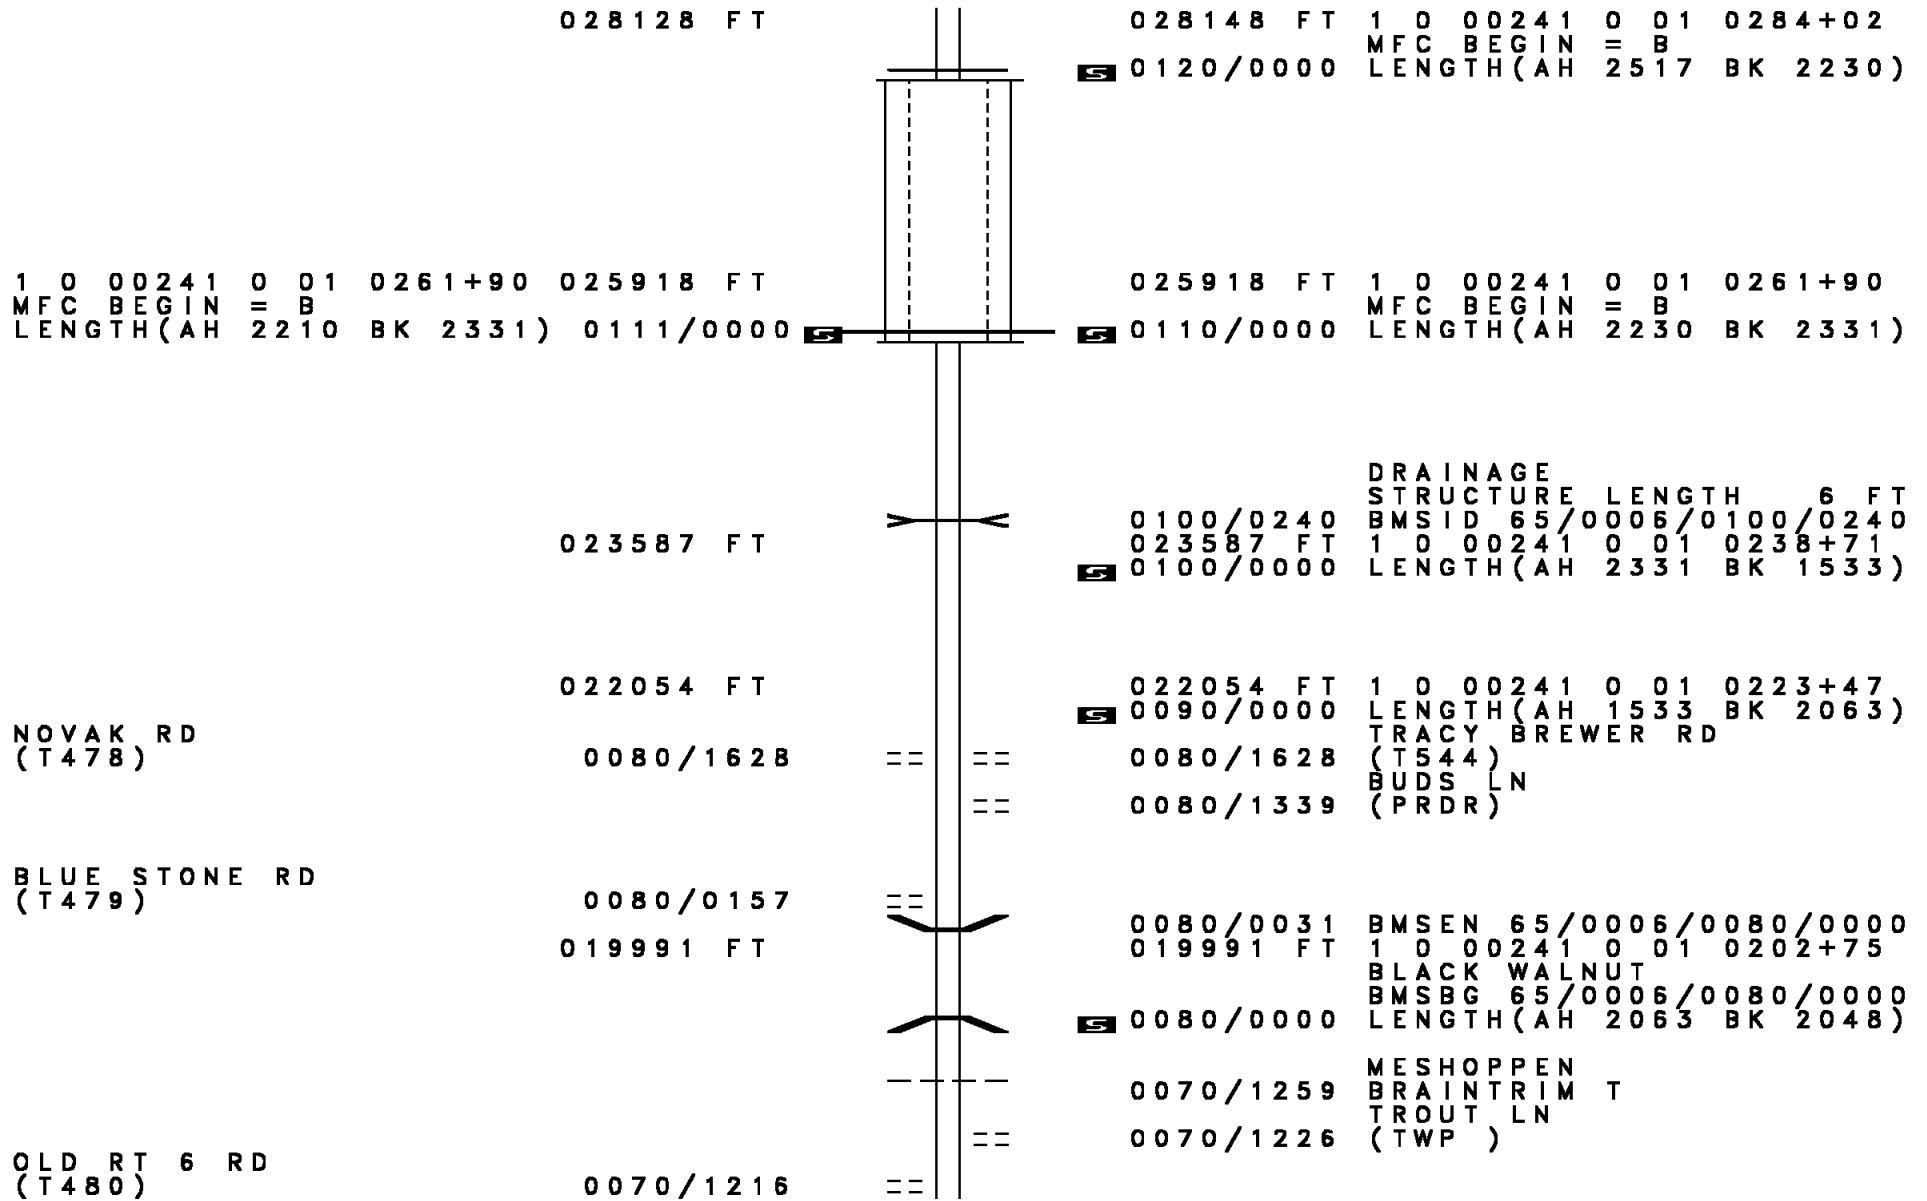 028128 FT 028148 FT 1 0 00241 0 01 0284+02
MFC BEGIN = B
S 0120/0000 LENGTH(AH 2517 BK 2230)
1 0 00241 0 01 0261+90 025918 FT 025918 FT 1 0 00241 0 01 0261+90
MFC BEGIN = B MFC BEGIN = B
LENGTH(AH 2210 BK 2331) 0111/0000 S S 0110/0000 LENGTH(AH 2230 BK 2331)
DRAINAGE
STRUCTURE LENGTH 6 FT
0100/0240 BMSID 65/0006/0100/0240
023587 FT 023587 FT 1 0 00241 0 01 0238+71
S 0100/0000 LENGTH(AH 2331 BK 1533)
022054 FT 022054 FT 1 0 00241 0 01 0223+47
S 0090/0000 LENGTH(AH 1533 BK 2063)
NOVAK RD TRACY BREWER RD
(T478) 0080/1628 0080/1628 (T544)
BUDS LN
0080/1339 (PRDR)
BLUE STONE RD
(T479) 0080/0157
0080/0031 BMSEN 65/0006/0080/0000
019991 FT 019991 FT 1 0 00241 0 01 0202+75
BLACK WALNUT
BMSBG 65/0006/0080/0000
S 0080/0000 LENGTH(AH 2063 BK 2048)
MESHOPPEN
0070/1259 BRAINTRIM T
TROUT LN
0070/1226 (TWP )
OLD RT 6 RD
(T480) 0070/1216